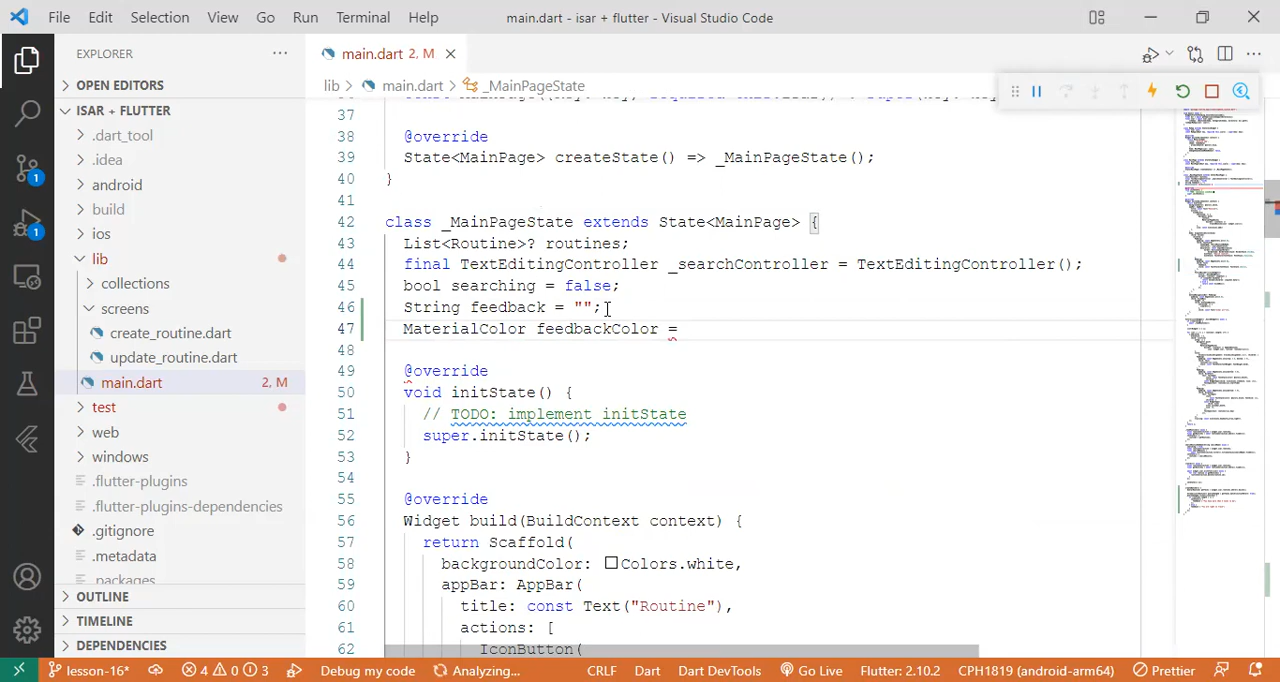 File Edit Selection View Go Run Terminal Help main.dart - isar + flutter - Visual Studio Code
EXPLORER
OPEN EDITORS
ISAR + FLUTTER
.dart_tool
.idea
android
build
ios
lib
collections
screens
create_routine.dart
update_routine.dart
main.dart 2, M
test
web
windows
.flutter-plugins
.flutter-plugins-dependencies
.gitignore
.metadata
.packages
OUTLINE
TIMELINE
DEPENDENCIES
1
1
main.dart 2, M
lib > main.dart > _MainPageState
37
38 @override
39 State<MainPage> createState() => _MainPageState();
40 }
41
42 class _MainPageState extends State<MainPage> {
43 List<Routine>? routines;
44 final TextEditingController _searchController = TextEditingController();
45 bool searching = false;
46 String feedback = "";
47 MaterialColor feedbackColor =
48
49 @override
50 void initState() {
51 // TODO: implement initState
52 super.initState();
53 }
54
55 @override
56 Widget build(BuildContext context) {
57 return Scaffold(
58 backgroundColor: Colors.white,
59 appBar: AppBar(
60 title: const Text("Routine"),
61 actions: [
62 IconButton(
lesson-16* 4 0 3 Debug my code Analyzing... CRLF Dart Dart DevTools Go Live Flutter: 2.10.2 CPH1819 (android-arm64) Prettier